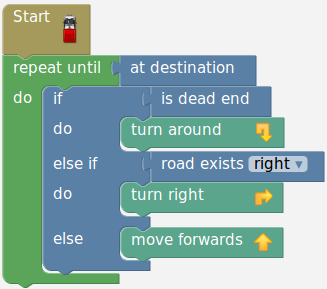 Start
repeat until at destination
do if is dead end
do turn around
else if road exists right ▾
do turn right
else move forwards